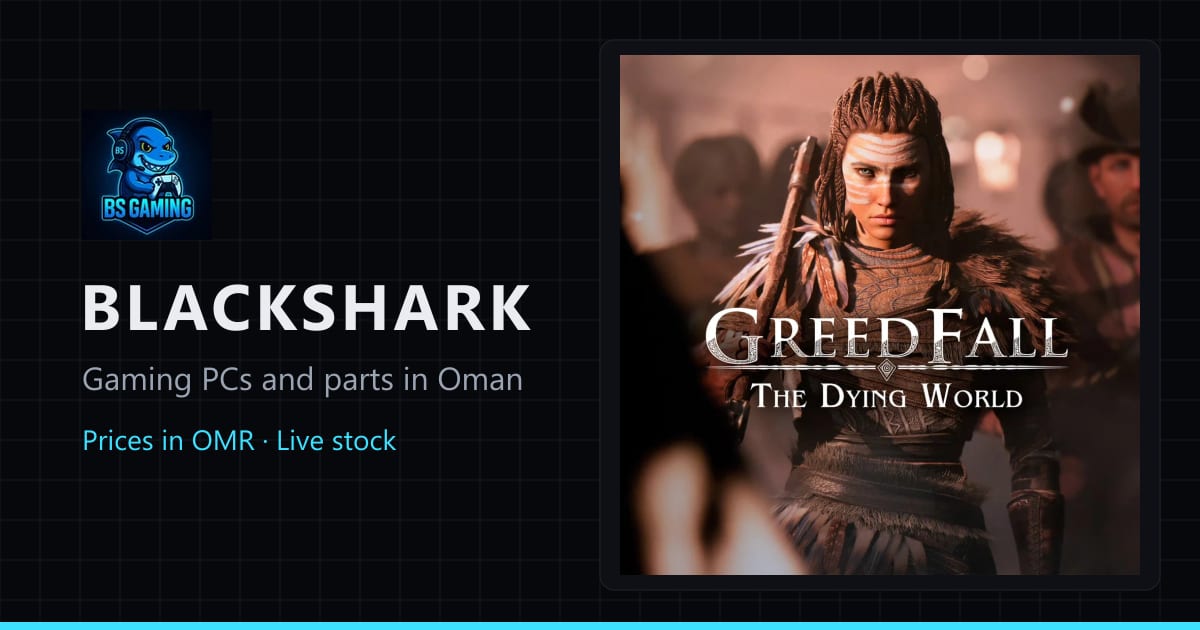 BS
BS GAMING
BLACKSHARK
Gaming PCs and parts in Oman
Prices in OMR · Live stock
GREEDFALL
THE DYING WORLD